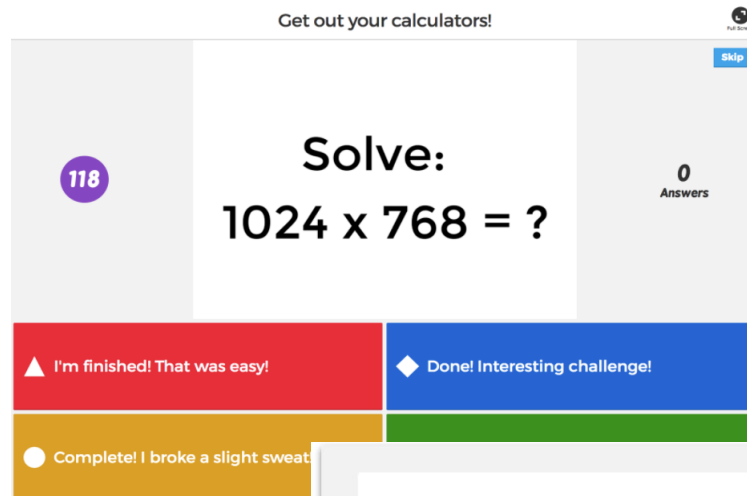 Get out your calculators!
Skip
118
Solve:
1024 x 768 = ?
0
Answers
I'm finished! That was easy!
Done! Interesting challenge!
Complete! I broke a slight sweat!